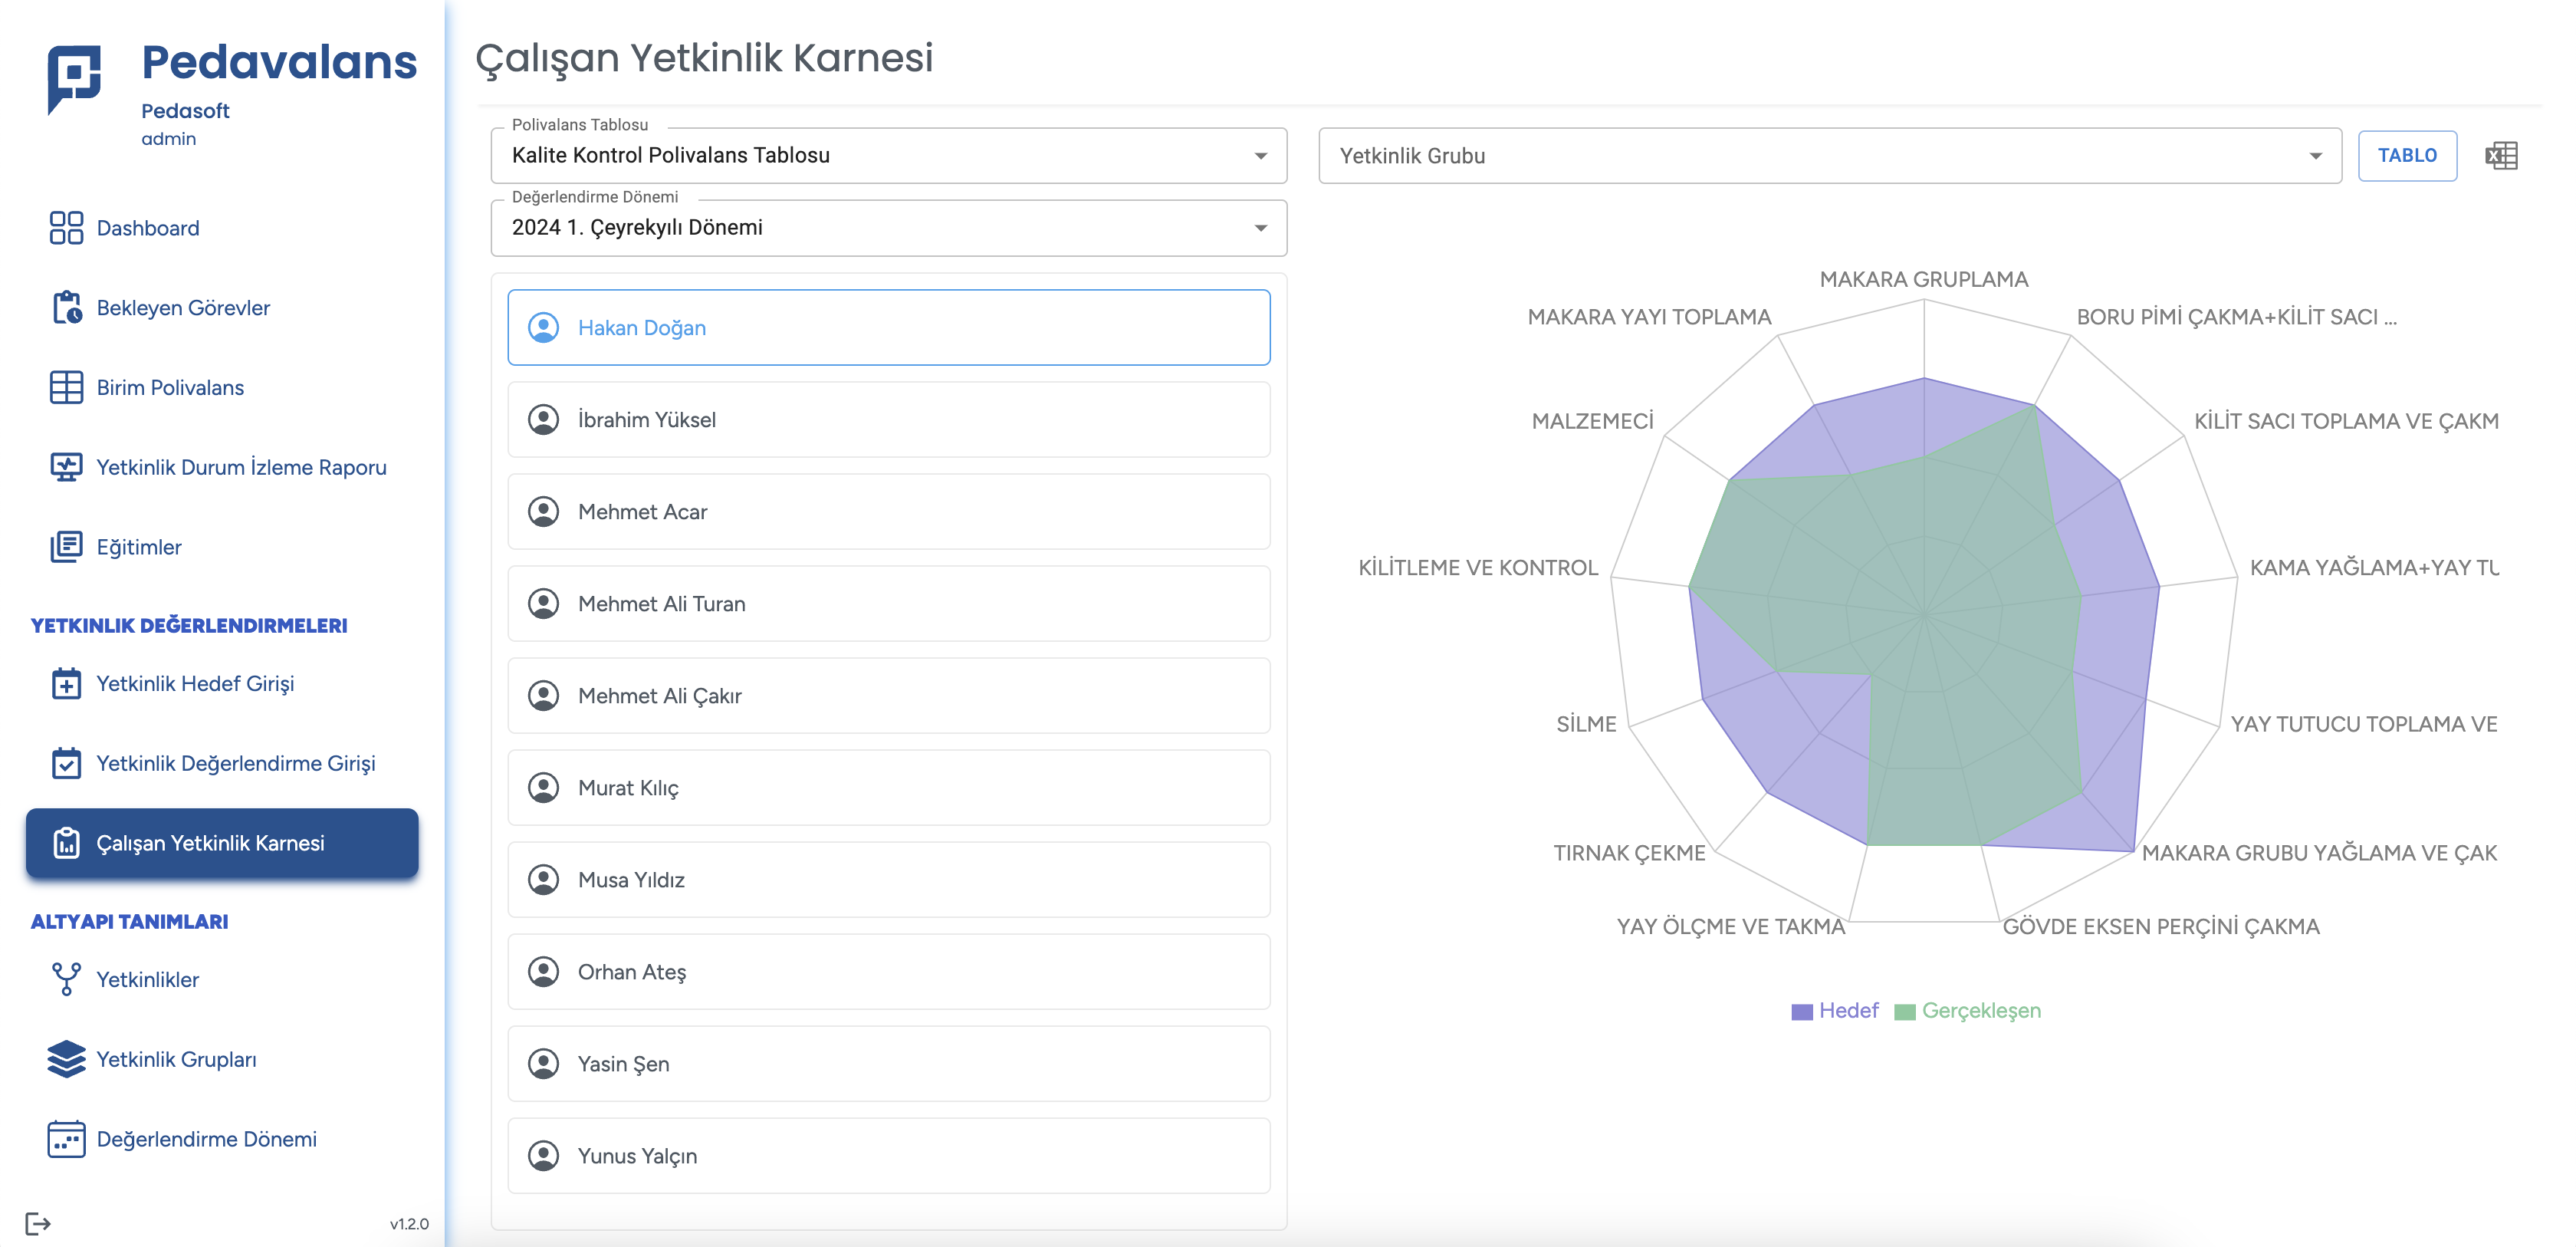 Pedavalans
Pedasoft
admin
Dashboard
Bekleyen Görevler
Birim Polivalans
Yetkinlik Durum İzleme Raporu
Eğitimler
YETKINLIK DEĞERLENDIRMELERI
Yetkinlik Hedef Girişi
Yetkinlik Değerlendirme Girişi
Çalışan Yetkinlik Karnesi
ALTYAPI TANIMLARI
Yetkinlikler
Yetkinlik Grupları
Değerlendirme Dönemi
v1.2.0
Çalışan Yetkinlik Karnesi
Polivalans Tablosu
Kalite Kontrol Polivalans Tablosu
Değerlendirme Dönemi
2024 1. Çeyrekyılı Dönemi
Hakan Doğan
İbrahim Yüksel
Mehmet Acar
Mehmet Ali Turan
Mehmet Ali Çakır
Murat Kılıç
Musa Yıldız
Orhan Ateş
Yasin Şen
Yunus Yalçın
Yetkinlik Grubu
TABLO
MAKARA GRUPLAMA
BORU PİMİ ÇAKMA+KİLİT SACI ...
KİLİT SACI TOPLAMA VE ÇAKM
KAMA YAĞLAMA+YAY TU
YAY TUTUCU TOPLAMA VE
MAKARA GRUBU YAĞLAMA VE ÇAK
GÖVDE EKSEN PERÇİNİ ÇAKMA
YAY ÖLÇME VE TAKMA
TIRNAK ÇEKME
SİLME
KİLİTLEME VE KONTROL
MALZEMECİ
MAKARA YAYI TOPLAMA
Hedef
Gerçekleşen